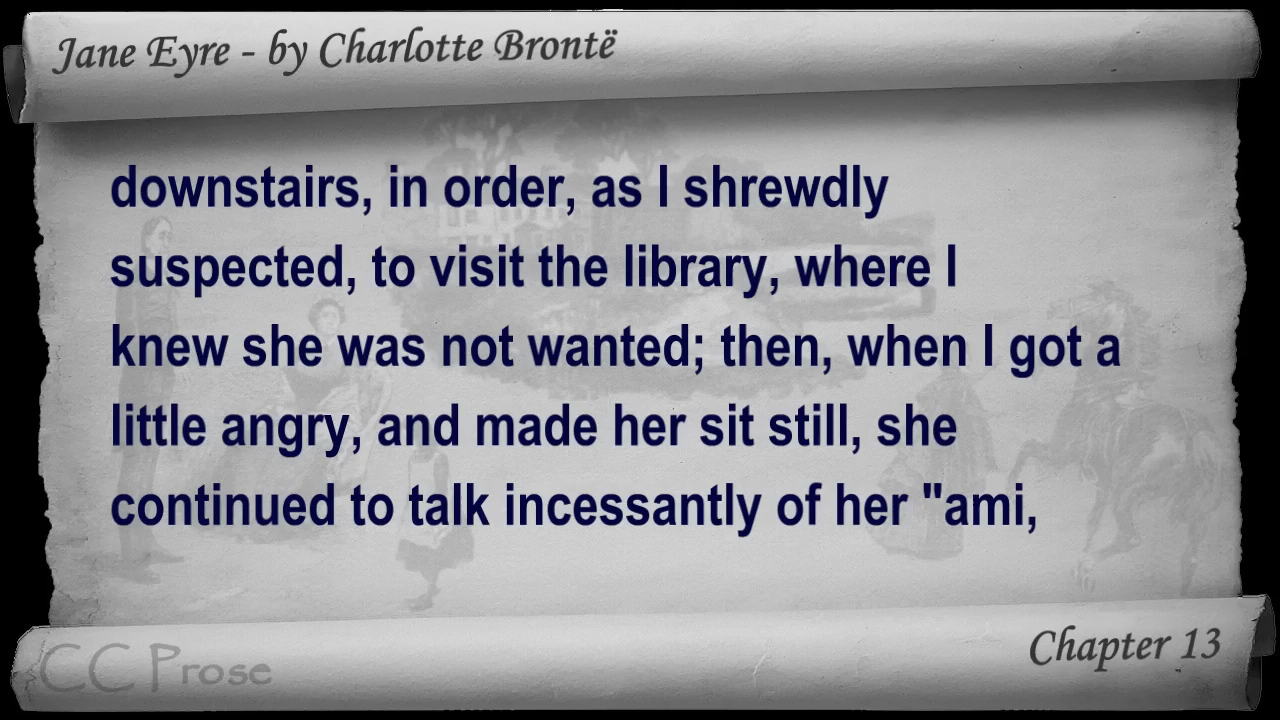 Jane Eyre - by Charlotte Brontë
downstairs, in order, as I shrewdly
suspected, to visit the library, where I
knew she was not wanted; then, when I got a
little angry, and made her sit still, she
continued to talk incessantly of her "ami,
CC Prose
Chapter 13